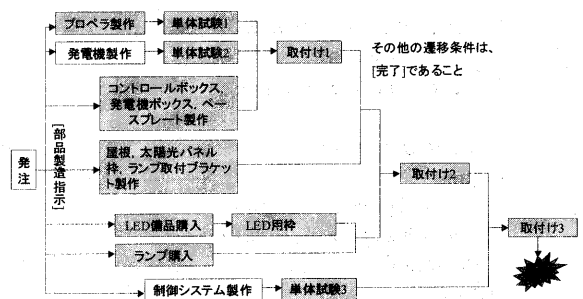 プロペラ製作
単体試験1
発電機製作
単体試験2
取付け1
その他の遷移条件は、
[完了]であること
コントロールボックス,
発電機ボックス, ベー
スプレート製作
発注
[部品製造指示]
屋根, 太陽光パネル
枠, ランプ取付ブラケッ
ト製作
取付け2
LED備品購入
LED用枠
取付け3
ランプ購入
制御システム製作
単体試験3